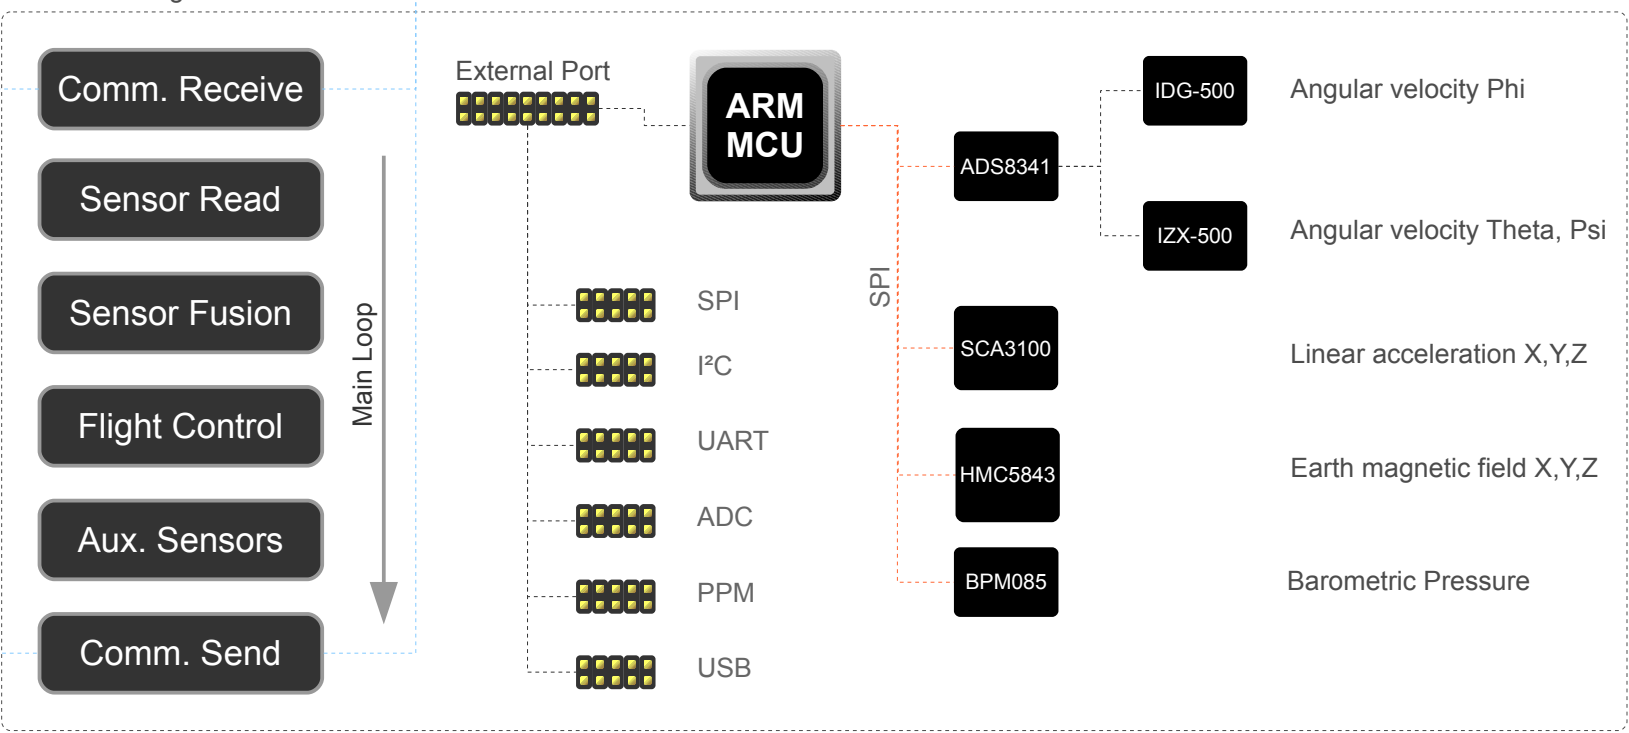 Comm. Receive
Sensor Read
Sensor Fusion
Flight Control
Aux. Sensors
Comm. Send
Main Loop
External Port
ARM
MCU
SPI
I²C
UART
ADC
PPM
USB
SPI
ADS8341
IDG-500
Angular velocity Phi
IZX-500
Angular velocity Theta, Psi
SCA3100
Linear acceleration X,Y,Z
HMC5843
Earth magnetic field X,Y,Z
BPM085
Barometric Pressure